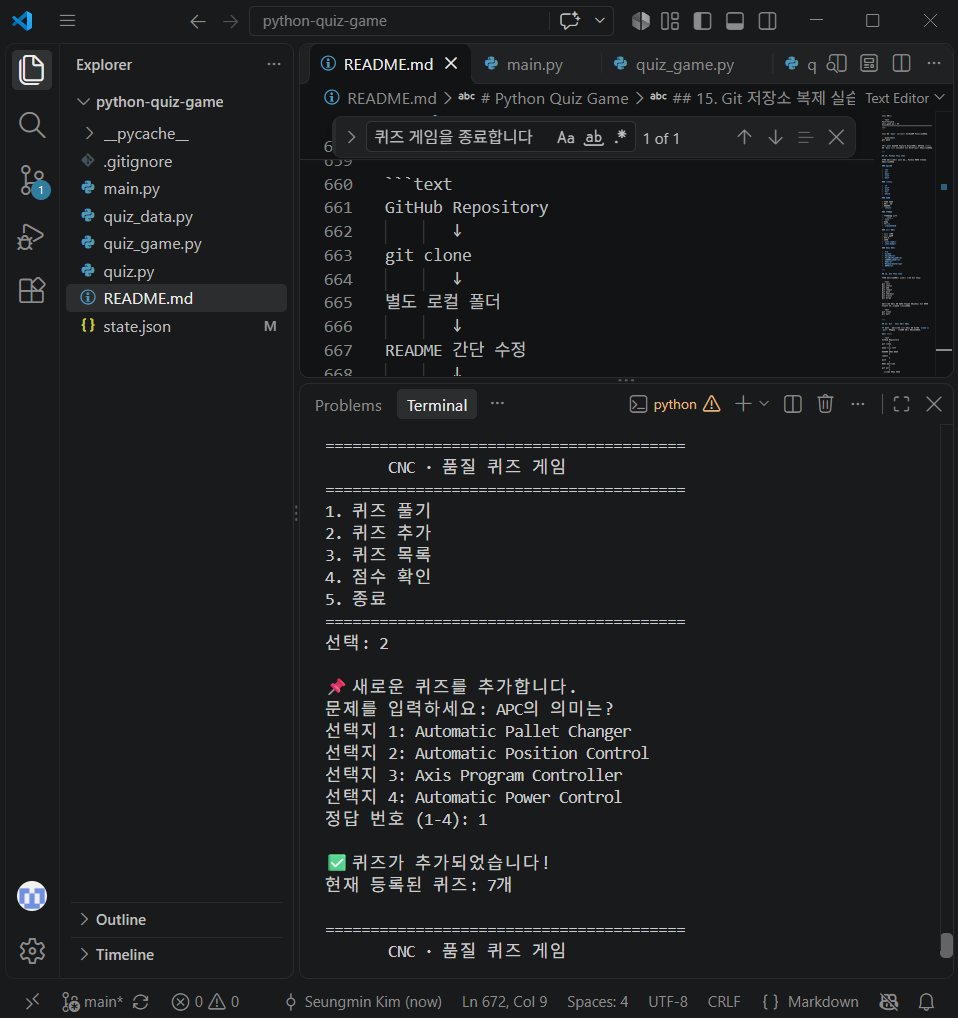 python-quiz-game
Explorer
python-quiz-game
__pycache__
.gitignore
main.py
quiz_data.py
quiz_game.py
quiz.py
README.md
state.json M
1
Outline
Timeline
README.md main.py quiz_game.py q
README.md > # Python Quiz Game > ## 15. Git 저장소 복제 실습 Text Editor
퀴즈 게임을 종료합니다 Aa ab .* 1 of 1
659
660 ```text
661 GitHub Repository
662 ↓
663 git clone
664 ↓
665 별도 로컬 폴더
666 ↓
667 README 간단 수정
668 ↓
Problems Terminal python
========================================
CNC · 품질 퀴즈 게임
========================================
1. 퀴즈 풀기
2. 퀴즈 추가
3. 퀴즈 목록
4. 점수 확인
5. 종료
========================================
선택: 2
📌 새로운 퀴즈를 추가합니다.
문제를 입력하세요: APC의 의미는?
선택지 1: Automatic Pallet Changer
선택지 2: Automatic Position Control
선택지 3: Axis Program Controller
선택지 4: Automatic Power Control
정답 번호 (1-4): 1
✅ 퀴즈가 추가되었습니다!
현재 등록된 퀴즈: 7개
========================================
CNC · 품질 퀴즈 게임
main* 0 0 Seungmin Kim (now) Ln 672, Col 9 Spaces: 4 UTF-8 CRLF {} Markdown